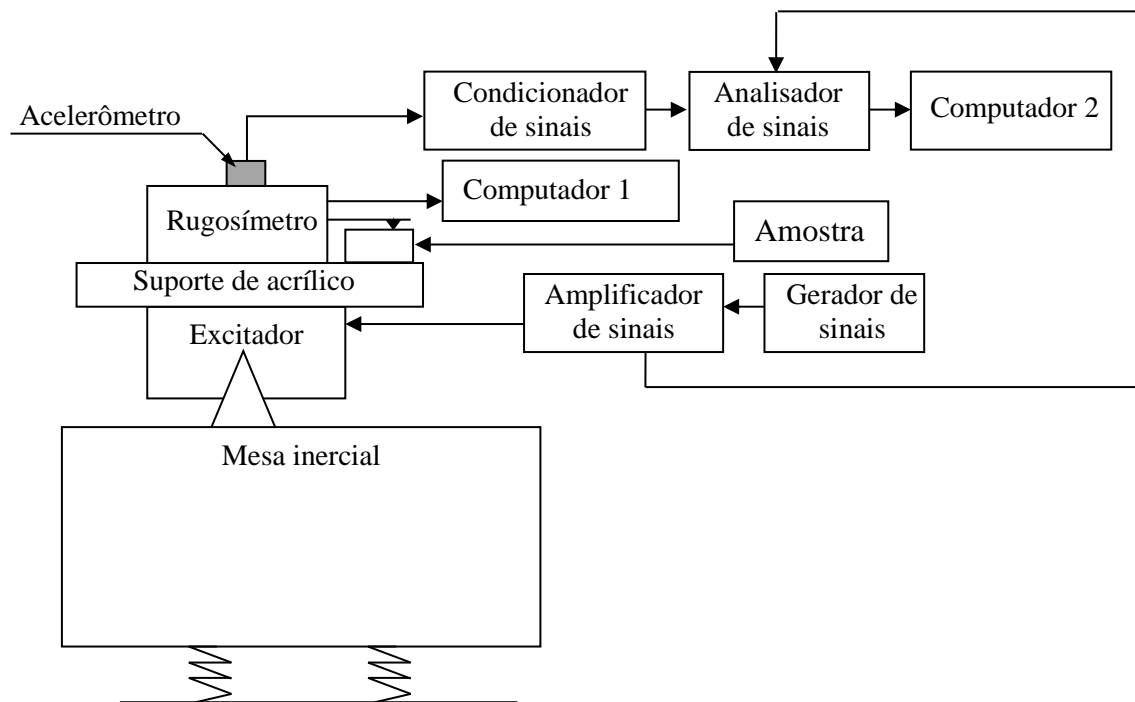 Condicionador
de sinais
Analisador
de sinais
Computador 2
Acelerômetro
Computador 1
Rugosímetro
Amostra
Suporte de acrílico
Amplificador
de sinais
Gerador de
sinais
Excitador
Mesa inercial